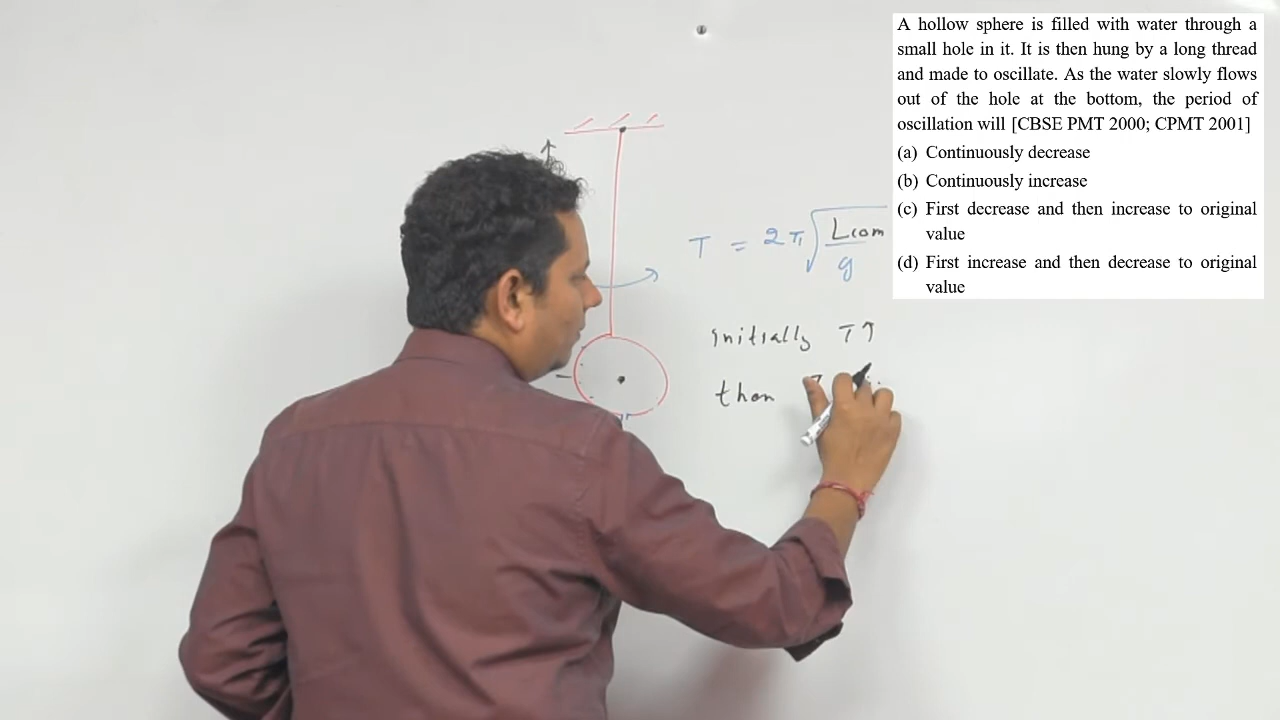 A hollow sphere is filled with water through a
small hole in it. It is then hung by a long thread
and made to oscillate. As the water slowly flows
out of the hole at the bottom, the period of
oscillation will [CBSE PMT 2000; CPMT 2001]
(a) Continuously decrease
(b) Continuously increase
(c) First decrease and then increase to original
value
(d) First increase and then decrease to original
value
T = 2π√(Lcom/g)
initially T↑
then